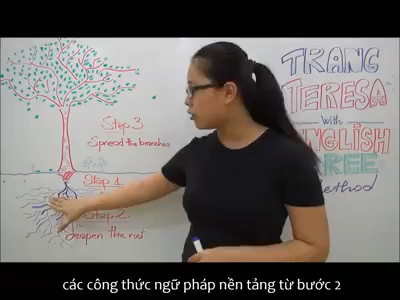 Step 3
Spread the branches
Step 1
Step 2
deepen the root
TRANG
TERESA
With
ENGLISH
TREE
method
các công thức ngữ pháp nền tảng từ bước 2